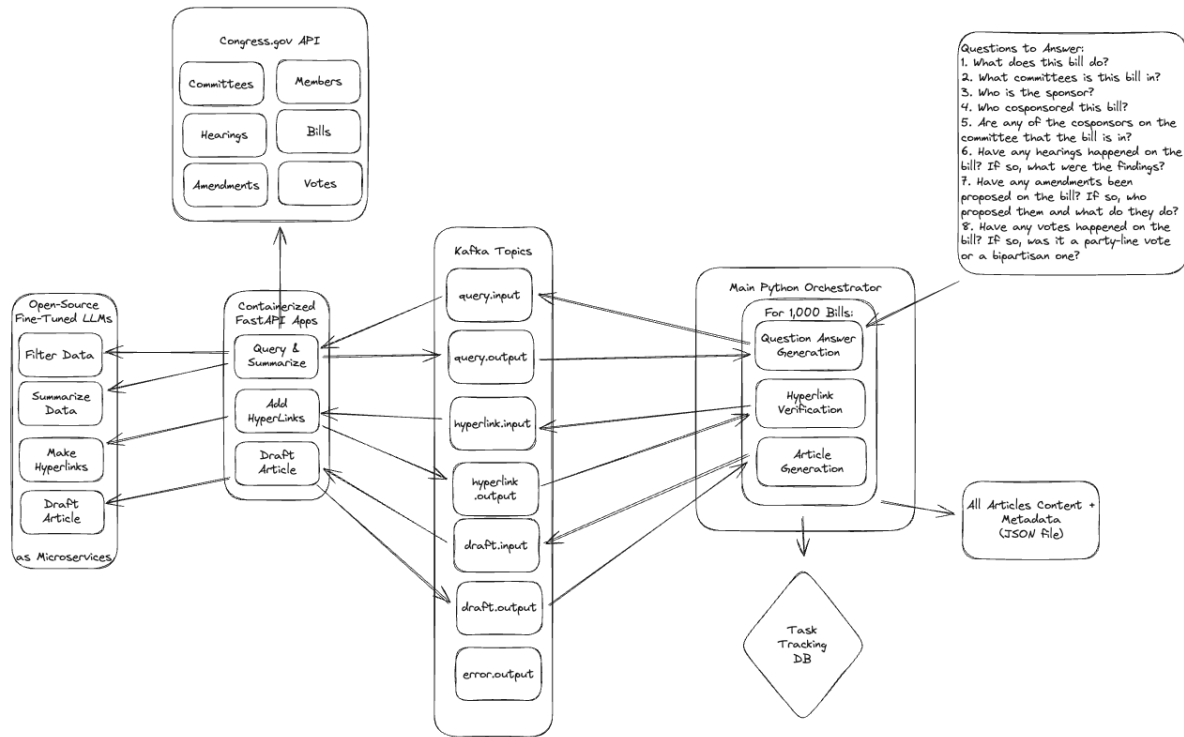 Congress.gov API
Committees
Members
Hearings
Bills
Amendments
Votes
Questions to Answer:
1. What does this bill do?
2. What committees is this bill in?
3. Who is the sponsor?
4. Who cosponsored this bill?
5. Are any of the cosponsors on the
committee that the bill is in?
6. Have any hearings happened on the
bill? If so, what were the findings?
7. Have any amendments been
proposed on the bill? If so, who
proposed them and what do they do?
8. Have any votes happened on the
bill? If so, was it a party-line vote
or a bipartisan one?
Open-Source
Fine-Tuned LLMs
Filter Data
Summarize
Data
Make
Hyperlinks
Draft
Article
as Microservices
Containerized
FastAPI Apps
Query &
Summarize
Add
HyperLinks
Draft
Article
Kafka Topics
query.input
query.output
hyperlink.input
hyperlink
.output
draft.input
draft.output
error.output
Main Python Orchestrator
For 1,000 Bills:
Question Answer
Generation
Hyperlink
Verification
Article
Generation
All Articles Content +
Metadata
(JSON file)
Task
Tracking
DB